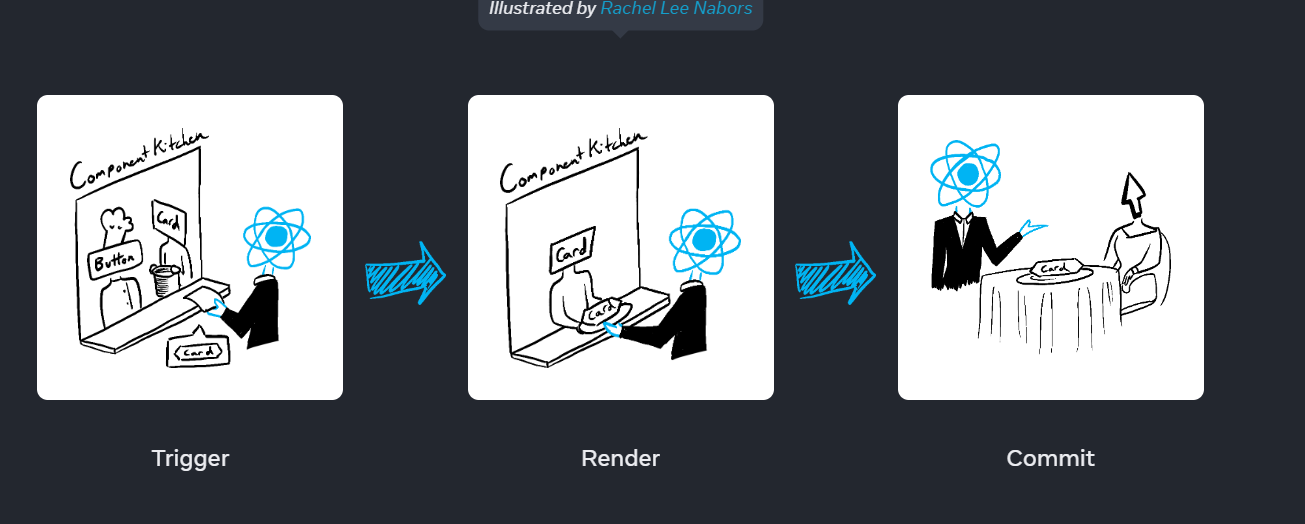 Illustrated by Rachel Lee Nabors
Component Kitchen
Card
Button
Card
Component Kitchen
Card
Card
Card
Trigger
Render
Commit